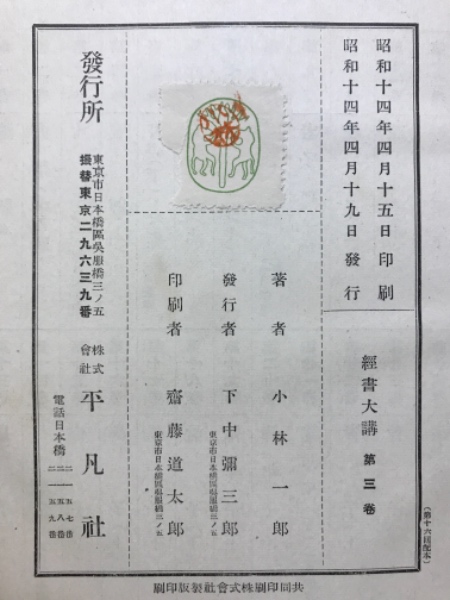 昭和十四年四月十五日印刷
昭和十四年四月十九日發行
經書大講 第三卷
(第十六回配本)
著者 小林一郎
發行者 下中彌三郎
東京市日本橋區吳服橋三ノ五
印刷者 齋藤道太郎
東京市日本橋區吳服橋三ノ五
發行所
東京市日本橋區吳服橋三ノ五
振替東京二九六三九番
株式會社 平凡社
電話日本橋
共同印刷株式會社製版印刷